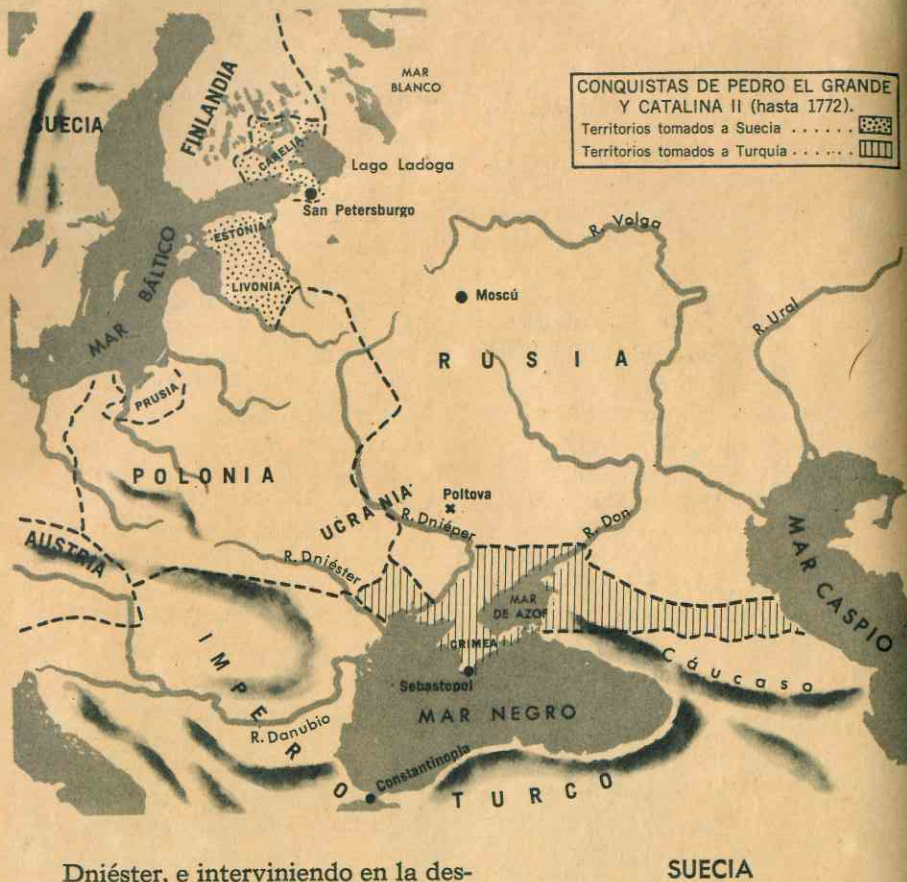 CONQUISTAS DE PEDRO EL GRANDE
Y CATALINA II (hasta 1772).
Territorios tomados a Suecia . . . . . .
Territorios tomados a Turquía . . . . . .
MAR
BLANCO
FINLANDIA
SUECIA
CARELIA
Lago Ladoga
San Petersburgo
ESTONIA
LIVONIA
MAR BÁLTICO
R. Volga
Moscú
R. Ural
RUSIA
PRUSIA
POLONIA
UCRANIA
Poltova
R. Dniéper
R. Don
R. Dniéster
AUSTRIA
MAR
DE AZOF
CRIMEA
MAR CASPIO
Sebastopol
Cáucaso
MAR NEGRO
IMPERO
R. Danubio
Constantinopla
TURCO
Dniéster, e interviniendo en la des-
SUECIA